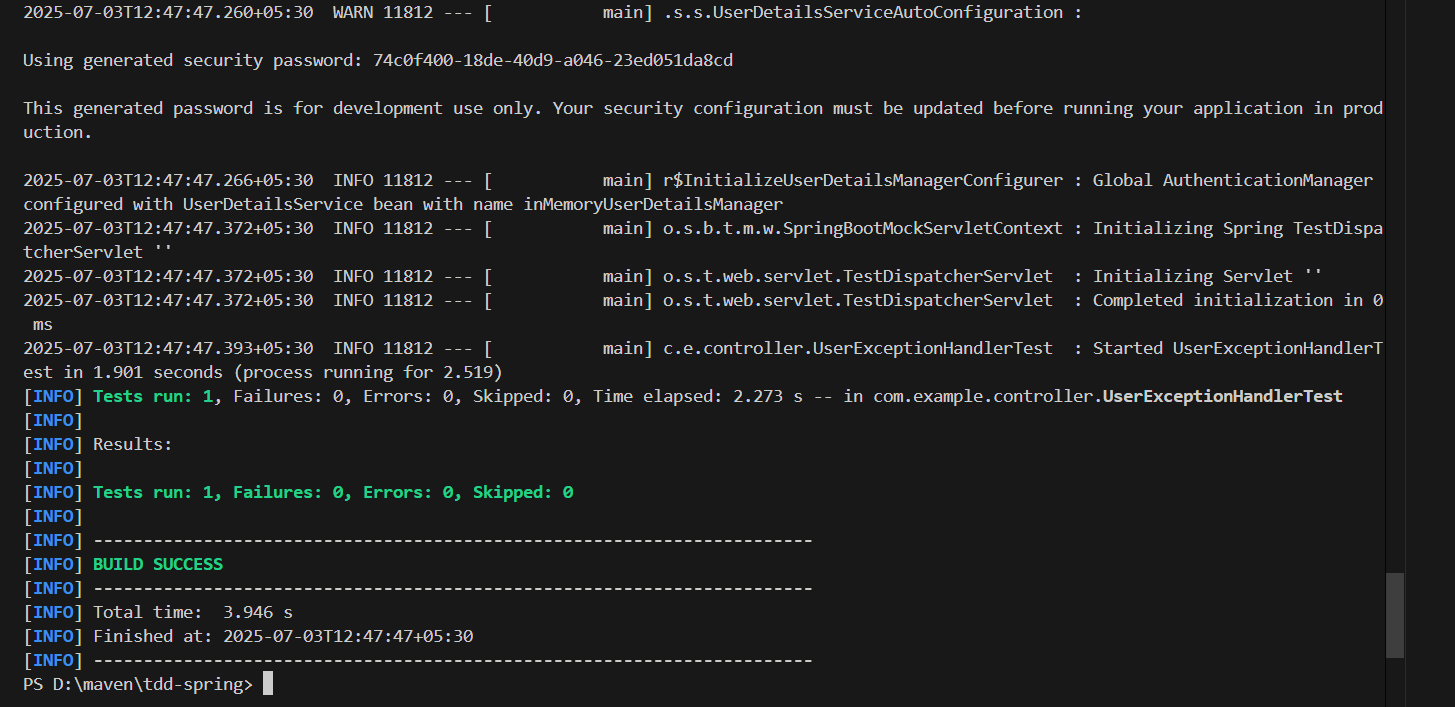 2025-07-03T12:47:47.260+05:30  WARN 11812 --- [           main] .s.s.UserDetailsServiceAutoConfiguration :
Using generated security password: 74c0f400-18de-40d9-a046-23ed051da8cd
This generated password is for development use only. Your security configuration must be updated before running your application in prod
uction.
2025-07-03T12:47:47.266+05:30  INFO 11812 --- [           main] r$InitializeUserDetailsManagerConfigurer : Global AuthenticationManager
configured with UserDetailsService bean with name inMemoryUserDetailsManager
2025-07-03T12:47:47.372+05:30  INFO 11812 --- [           main] o.s.b.t.m.w.SpringBootMockServletContext : Initializing Spring TestDispa
tcherServlet ''
2025-07-03T12:47:47.372+05:30  INFO 11812 --- [           main] o.s.t.web.servlet.TestDispatcherServlet  : Initializing Servlet ''
2025-07-03T12:47:47.372+05:30  INFO 11812 --- [           main] o.s.t.web.servlet.TestDispatcherServlet  : Completed initialization in 0
 ms
2025-07-03T12:47:47.393+05:30  INFO 11812 --- [           main] c.e.controller.UserExceptionHandlerTest  : Started UserExceptionHandlerT
est in 1.901 seconds (process running for 2.519)
[INFO] Tests run: 1, Failures: 0, Errors: 0, Skipped: 0, Time elapsed: 2.273 s -- in com.example.controller.UserExceptionHandlerTest
[INFO]
[INFO] Results:
[INFO]
[INFO] Tests run: 1, Failures: 0, Errors: 0, Skipped: 0
[INFO]
[INFO] ------------------------------------------------------------------------
[INFO] BUILD SUCCESS
[INFO] ------------------------------------------------------------------------
[INFO] Total time:  3.946 s
[INFO] Finished at: 2025-07-03T12:47:47+05:30
[INFO] ------------------------------------------------------------------------
PS D:\maven\tdd-spring>